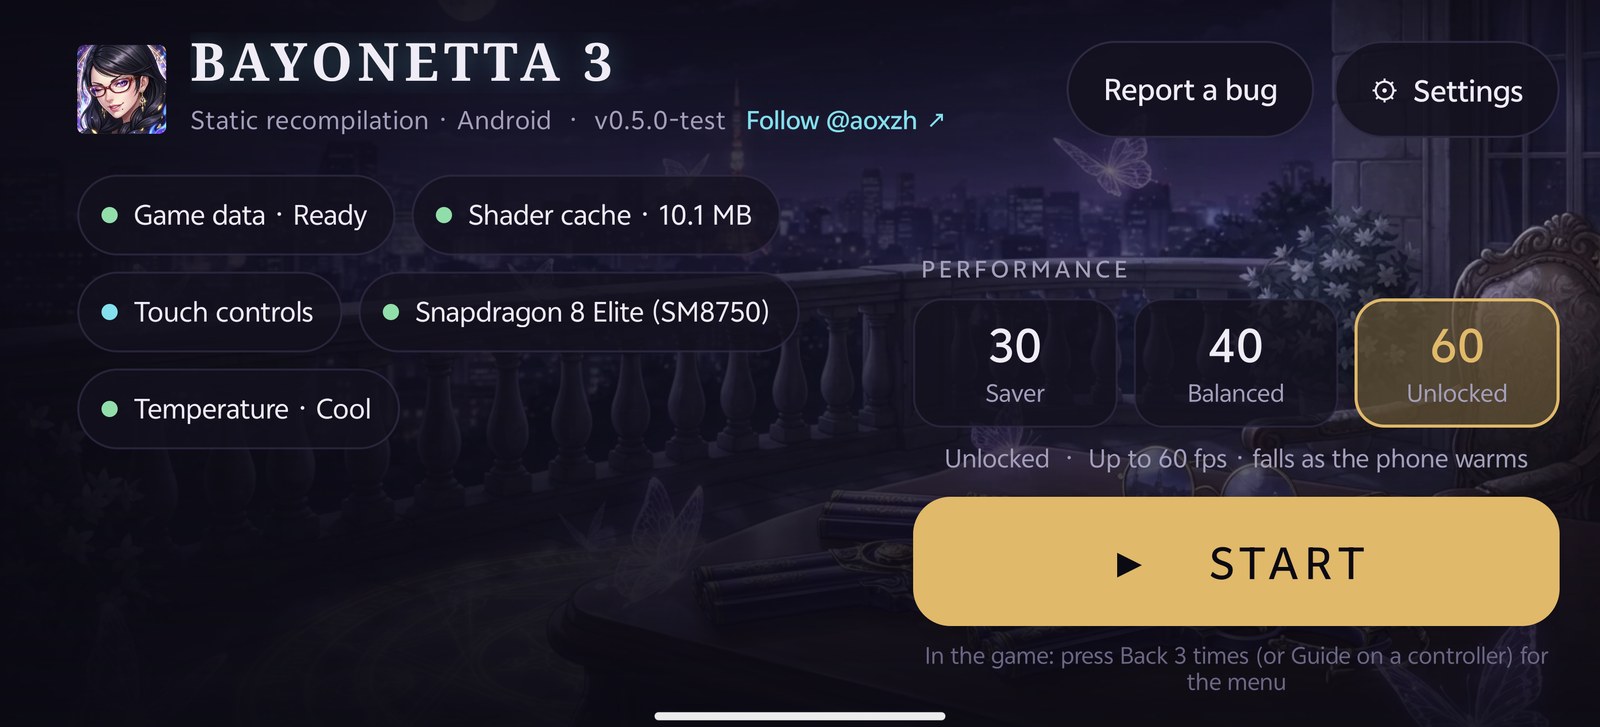 BAYONETTA 3
Static recompilation · Android · v0.5.0-test Follow @aoxzh ↗
Report a bug
⚙ Settings
Game data · Ready
Shader cache · 10.1 MB
Touch controls
Snapdragon 8 Elite (SM8750)
Temperature · Cool
PERFORMANCE
30
Saver
40
Balanced
60
Unlocked
Unlocked · Up to 60 fps · falls as the phone warms
▶ START
In the game: press Back 3 times (or Guide on a controller) for
the menu